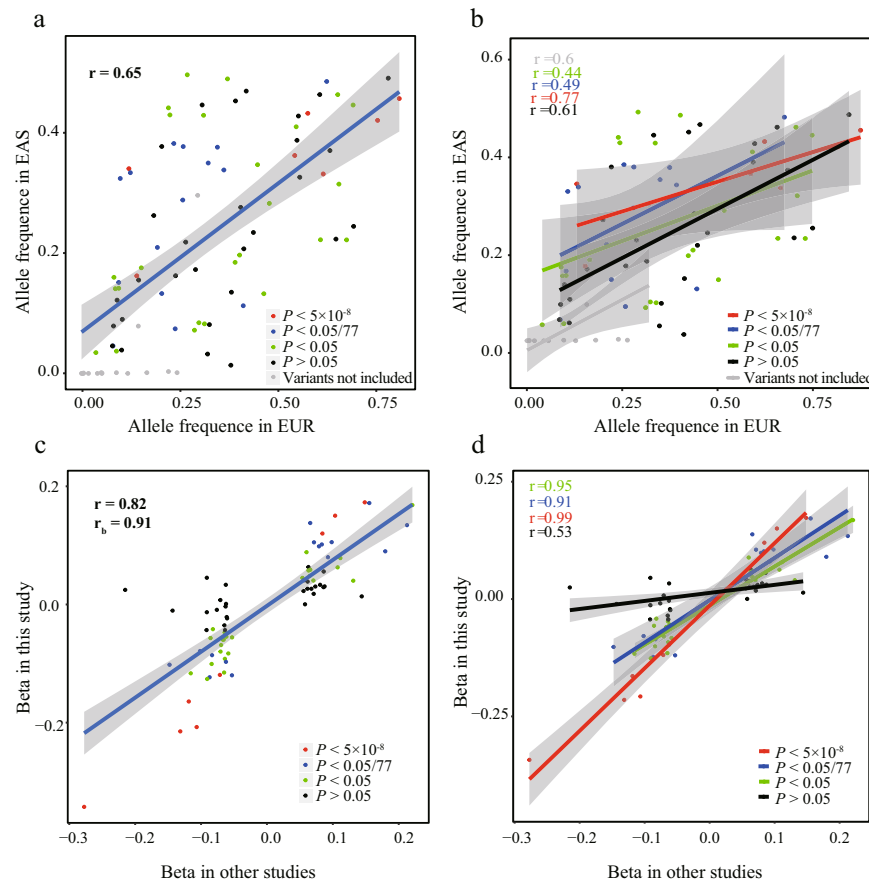 a
r = 0.65
Allele frequence in EAS
0.4
0.2
0.0
P < 5×10-8
P < 0.05/77
P < 0.05
P > 0.05
Variants not included
0.00 0.25 0.50 0.75
Allele frequence in EUR
b
r=0.6
r=0.44
r=0.49
r=0.77
r=0.61
Allele frequence in EAS
0.6
0.4
0.2
0.0
P < 5×10-8
P < 0.05/77
P < 0.05
P > 0.05
Variants not included
0.00 0.25 0.50 0.75
Allele frequence in EUR
c
r = 0.82
rb = 0.91
Beta in this study
0.2
0.0
−0.2
P < 5×10-8
P < 0.05/77
P < 0.05
P > 0.05
−0.3 −0.2 −0.1 0.0 0.1 0.2
Beta in other studies
d
r=0.95
r=0.91
r=0.99
r=0.53
Beta in this study
0.25
0.00
−0.25
P < 5×10-8
P < 0.05/77
P < 0.05
P > 0.05
−0.3 −0.2 −0.1 0.0 0.1 0.2
Beta in other studies